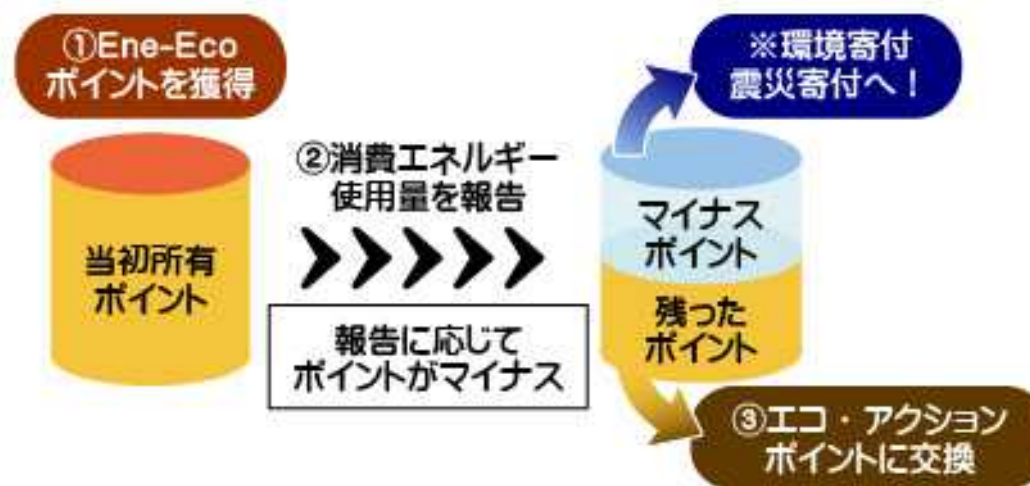 ①Ene-Eco
ポイントを獲得
※環境寄付
震災寄付へ！
②消費エネルギー
使用量を報告
当初所有
ポイント
マイナス
ポイント
残った
ポイント
報告に応じて
ポイントがマイナス
③エコ・アクション
ポイントに交換